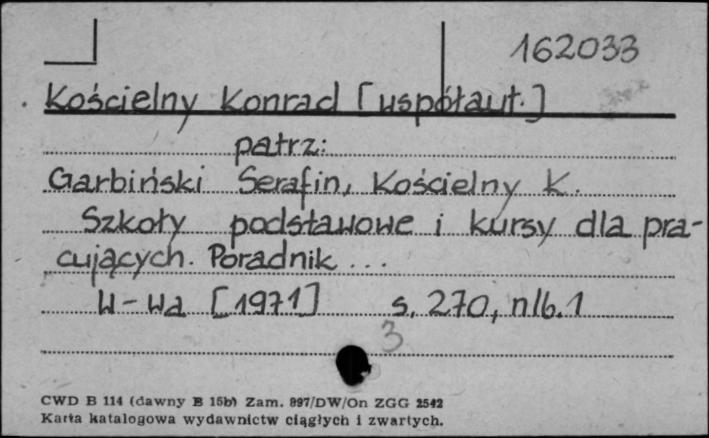 162033
Kościelny Konrad [współaut.]
patrz:
Garbiński Serafin, Kościelny K.
Szkoły podstawowe i kursy dla pra-
cujących. Poradnik ...
W-wa [1971] s. 270, nlb. 1
3
CWD B 114 (dawny B 15b) Zam. 897/DW/On ZGG 2542
Karta katalogowa wydawnictw ciągłych i zwartych.